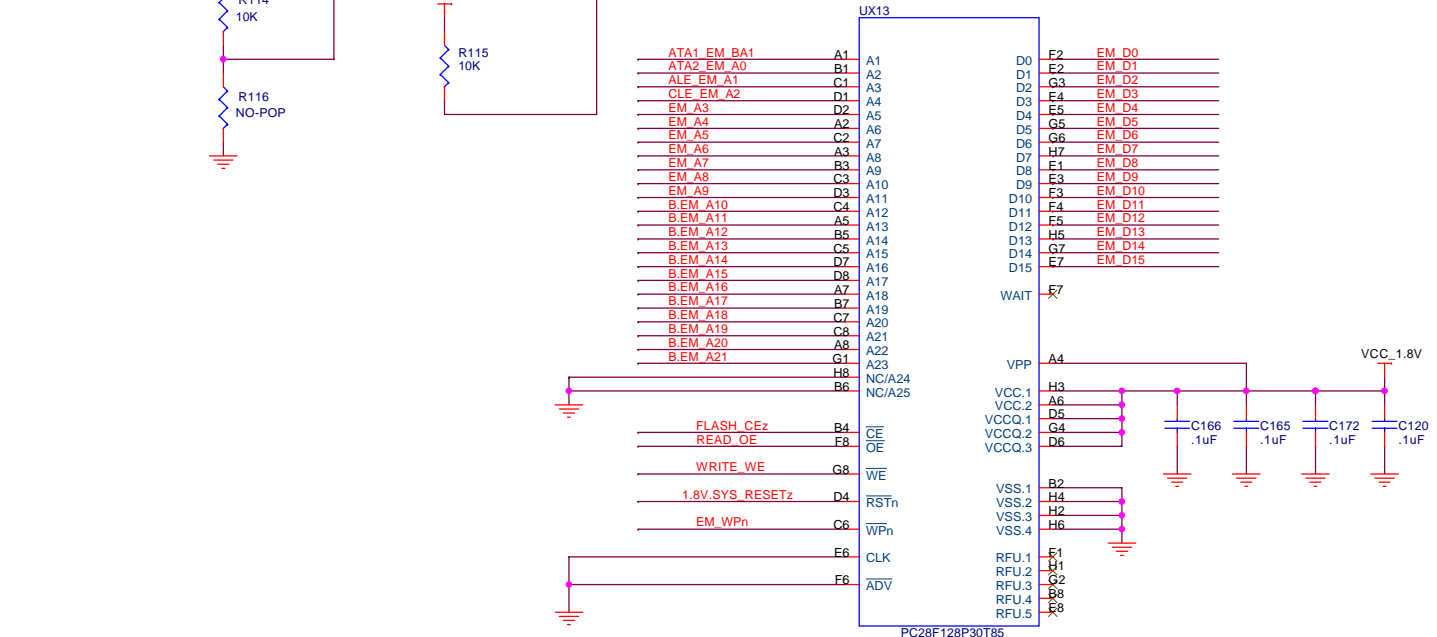 R114
10K
R116
NO-POP
R115
10K
UX13
ATA1_EM_BA1 A1 A1 D0 F2 EM_D0
ATA2_EM_A0 B1 A2 D1 E2 EM_D1
ALE_EM_A1 C1 A3 D2 G3 EM_D2
CLE_EM_A2 D1 A4 D3 E4 EM_D3
EM_A3 D2 A5 D4 E5 EM_D4
EM_A4 A2 A6 D5 G5 EM_D5
EM_A5 C2 A7 D6 G6 EM_D6
EM_A6 A3 A8 D7 H7 EM_D7
EM_A7 B3 A9 D8 E1 EM_D8
EM_A8 C3 A10 D9 E3 EM_D9
EM_A9 D3 A11 D10 F3 EM_D10
B.EM_A10 C4 A12 D11 F4 EM_D11
B.EM_A11 A5 A13 D12 F5 EM_D12
B.EM_A12 B5 A14 D13 H5 EM_D13
B.EM_A13 C5 A15 D14 G7 EM_D14
B.EM_A14 D7 A16 D15 E7 EM_D15
B.EM_A15 D8 A17
B.EM_A16 A7 A18 WAIT F7
B.EM_A17 B7 A19
B.EM_A18 C7 A20
B.EM_A19 C8 A21
B.EM_A20 A8 A22
B.EM_A21 G1 A23 VPP A4 VCC_1.8V
H8 NC/A24
B6 NC/A25 VCC.1 H3
VCC.2 A6
VCCQ.1 D5
FLASH_CEz B4 CE VCCQ.2 G4
READ_OE F8 OE VCCQ.3 D6
C166
.1uF
C165
.1uF
C172
.1uF
C120
.1uF
WRITE_WE G8 WE VSS.1 B2
1.8V.SYS_RESETz D4 RSTn VSS.2 H4
VSS.3 H2
EM_WPn C6 WPn VSS.4 H6
E6 CLK RFU.1 F1
RFU.2 H1
F6 ADV RFU.3 G2
RFU.4 B8
RFU.5 E8
PC28F128P30T85